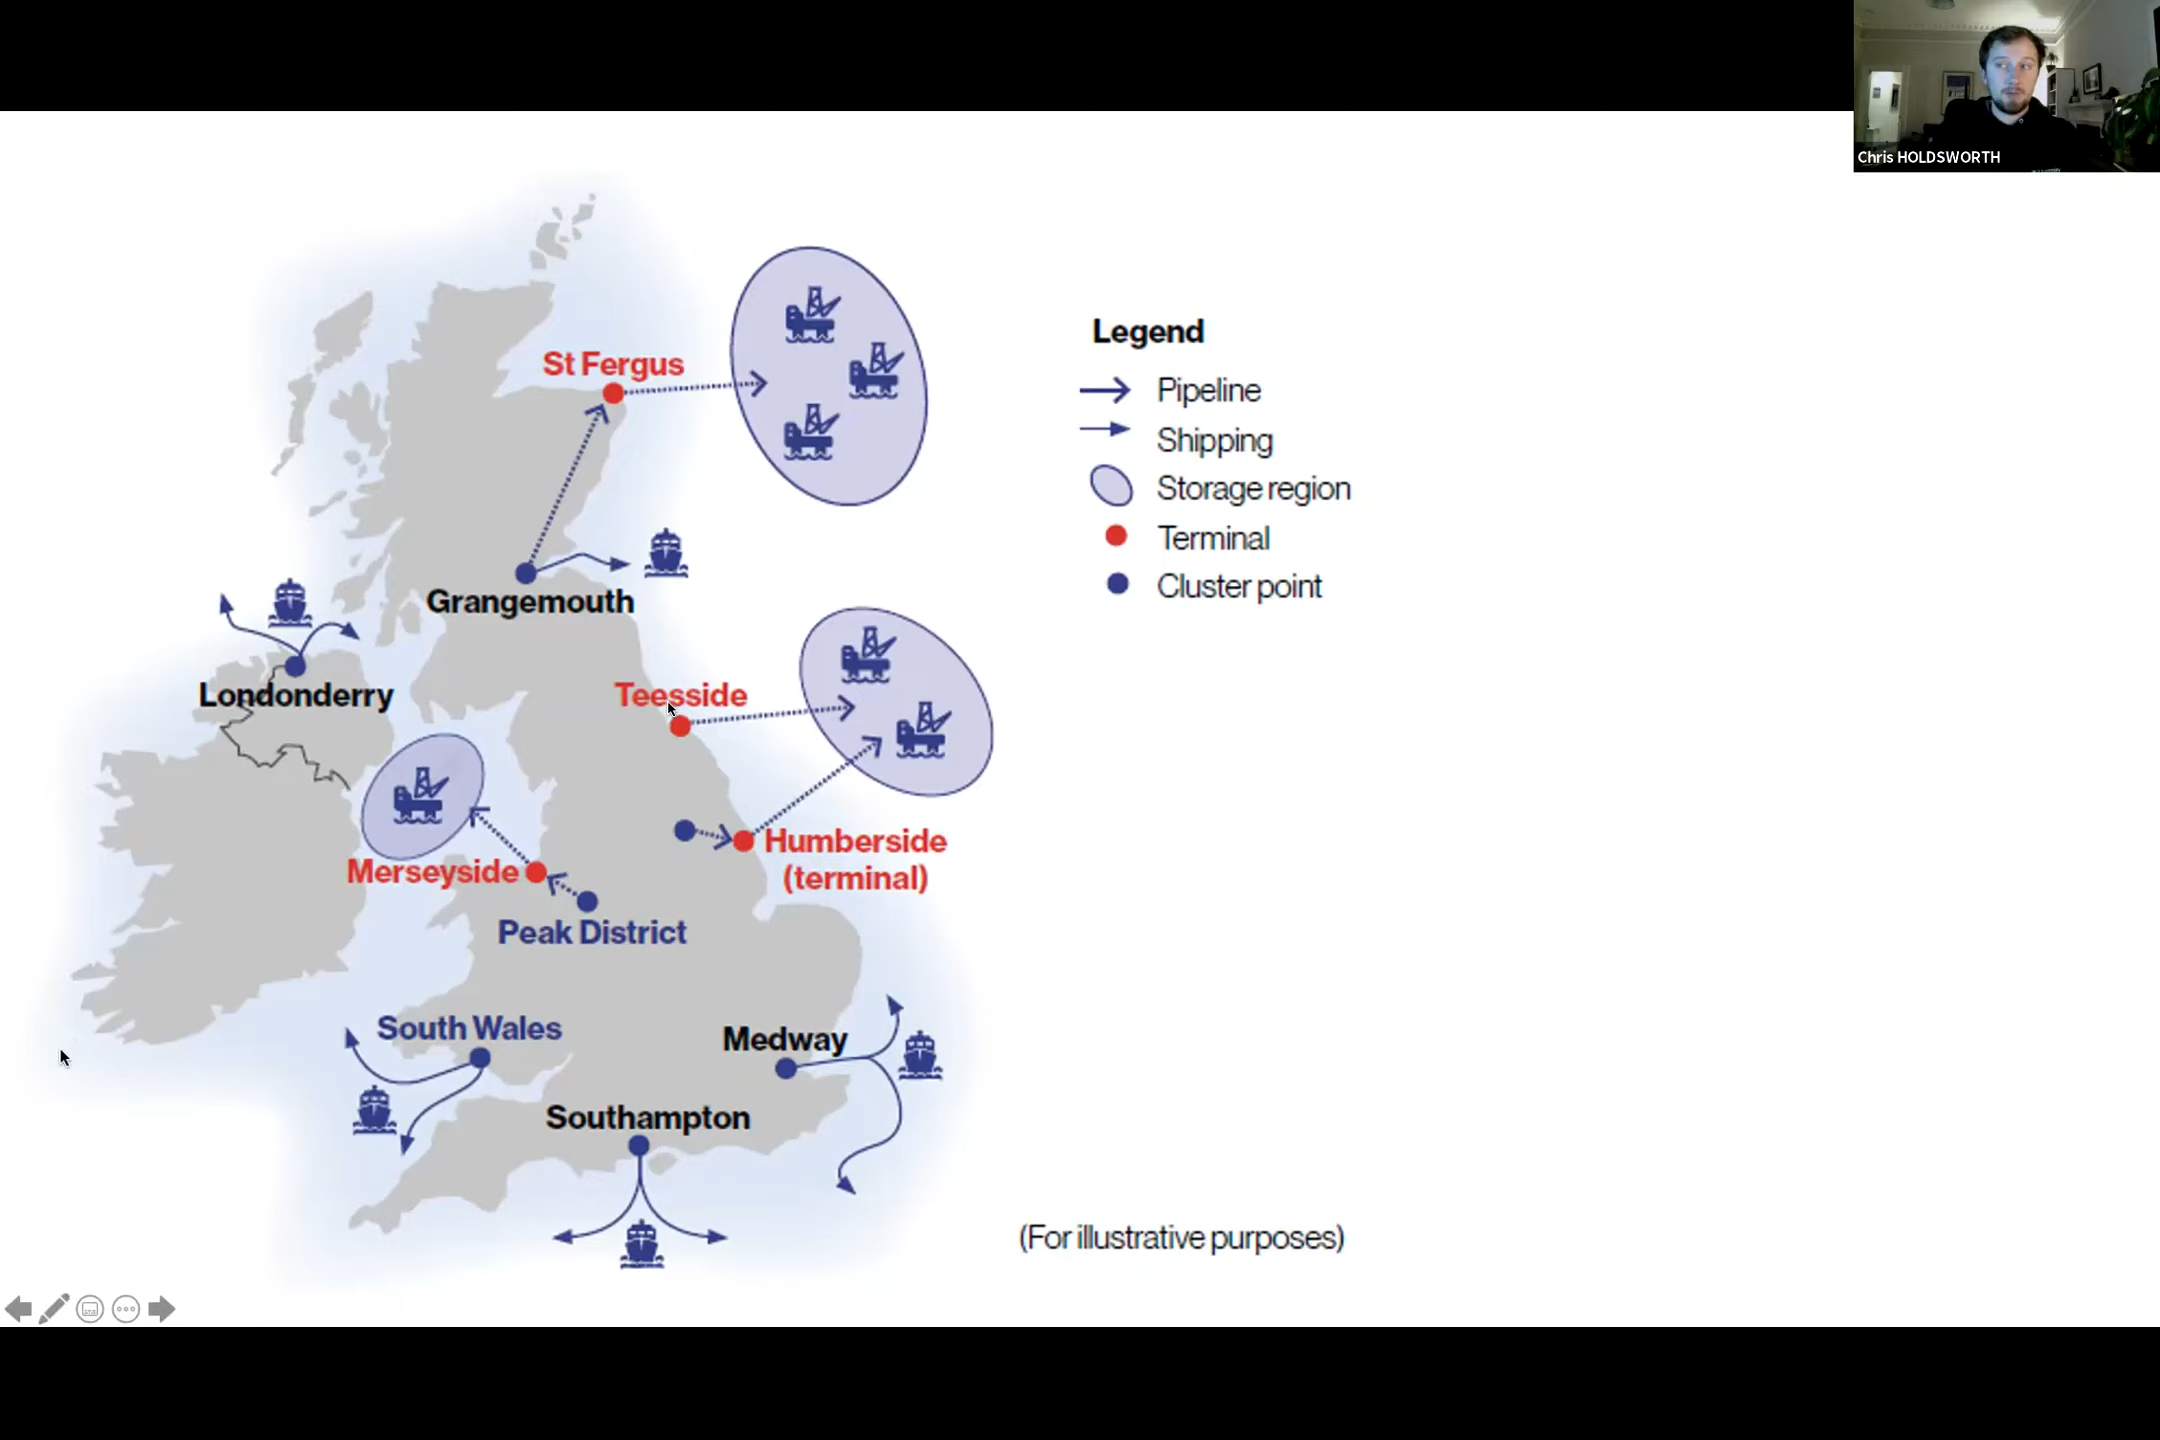 Chris HOLDSWORTH
St Fergus
Grangemouth
Londonderry
Teesside
Humberside
(terminal)
Merseyside
Peak District
South Wales
Medway
Southampton
Legend
Pipeline
Shipping
Storage region
Terminal
Cluster point
(For illustrative purposes)